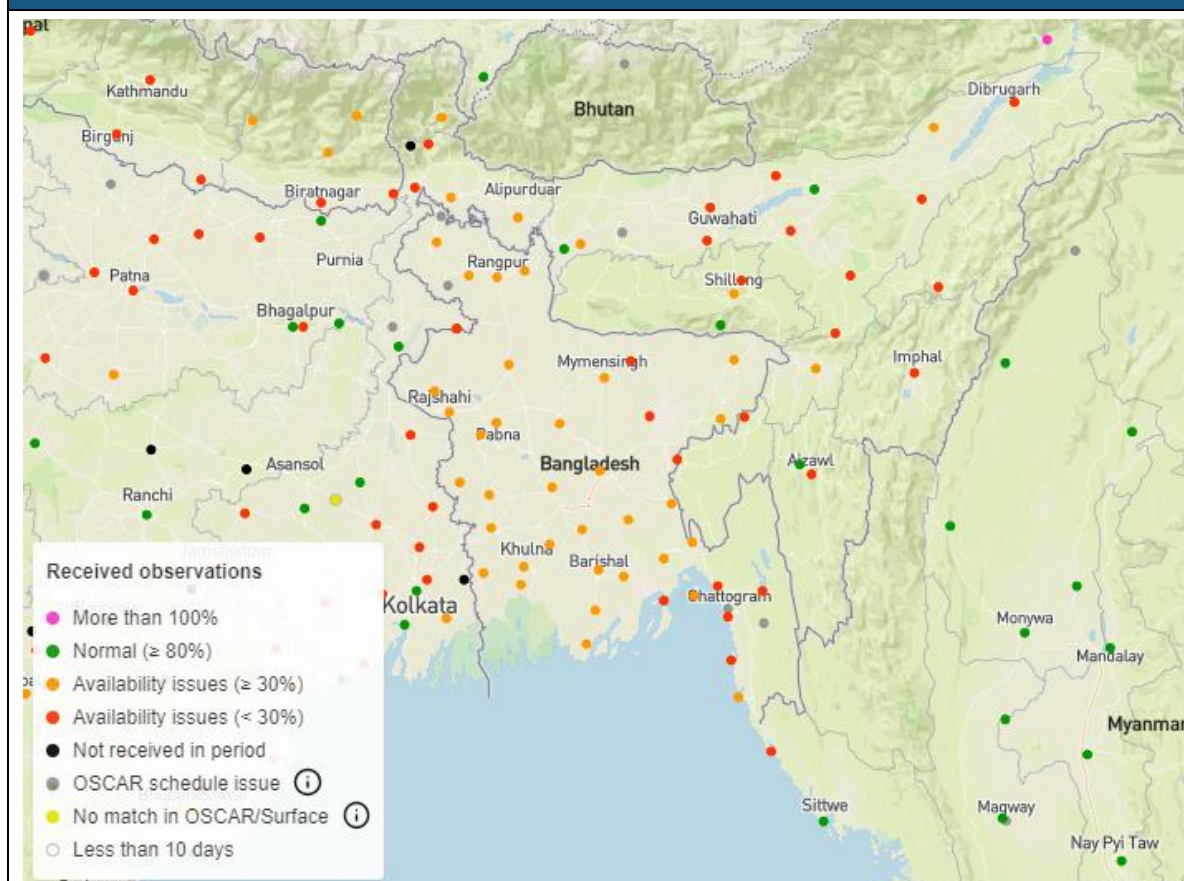 pal
Kathmandu
Dibrugarh
Bhutan
Birgunj
Biratnagar
Alipurduar
Guwahati
Purnia
Rangpur
Patna
Shillong
Bhagalpur
Mymensingh
Imphal
Rajshahi
Pabna
Bangladesh
Asansol
Aizawl
Ranchi
Jamshedpur
Khulna
Barishal
Kolkata
Chattogram
Monywa
Mandalay
Myanmar
Sittwe
Magway
Nay Pyi Taw
Received observations
More than 100%
Normal (≥ 80%)
Availability issues (≥ 30%)
Availability issues (< 30%)
Not received in period
OSCAR schedule issue i
No match in OSCAR/Surface i
Less than 10 days